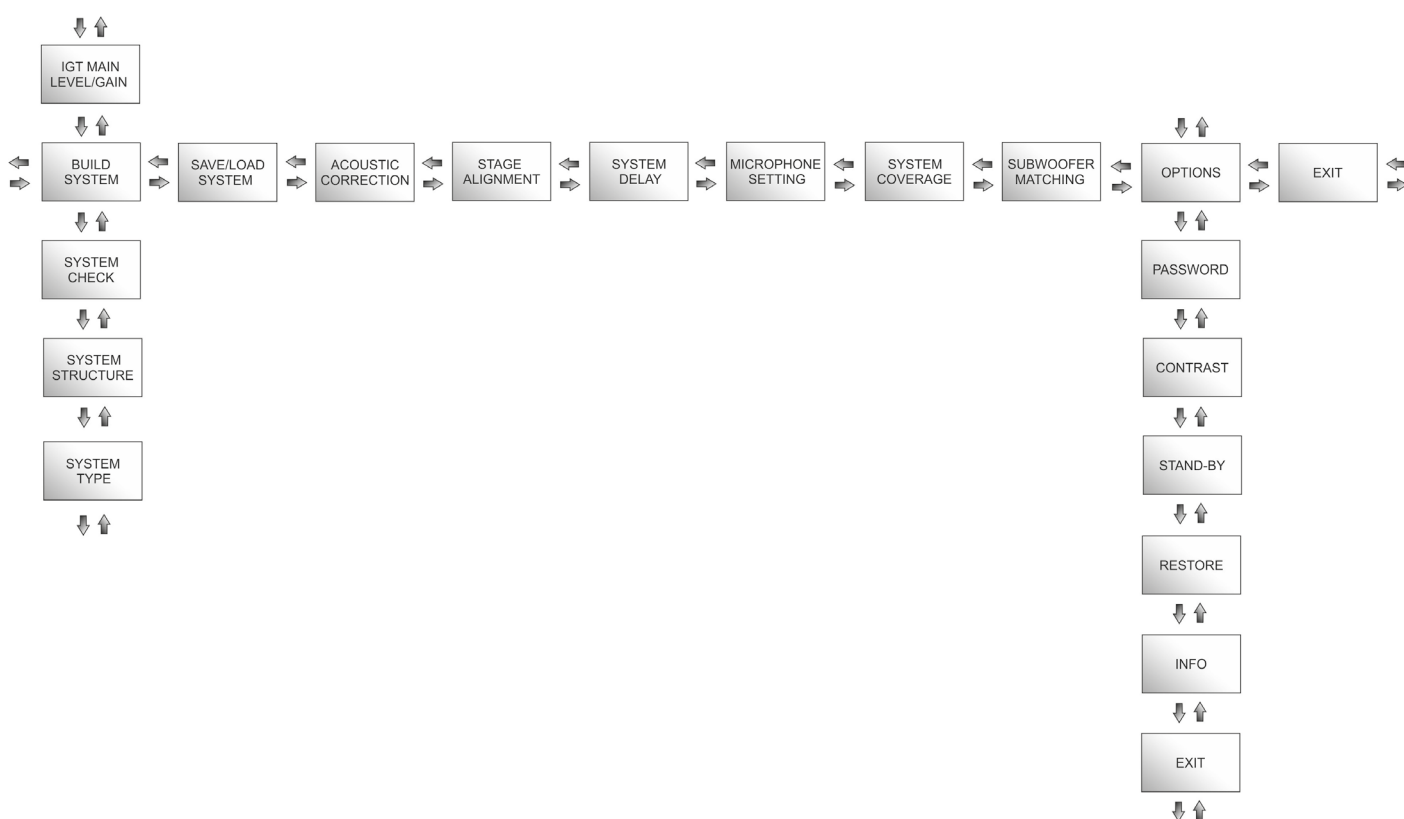 IGT MAIN
LEVEL/GAIN
BUILD
SYSTEM
SAVE/LOAD
SYSTEM
ACOUSTIC
CORRECTION
STAGE
ALIGNMENT
SYSTEM
DELAY
MICROPHONE
SETTING
SYSTEM
COVERAGE
SUBWOOFER
MATCHING
OPTIONS
EXIT
SYSTEM
CHECK
SYSTEM
STRUCTURE
SYSTEM
TYPE
PASSWORD
CONTRAST
STAND-BY
RESTORE
INFO
EXIT